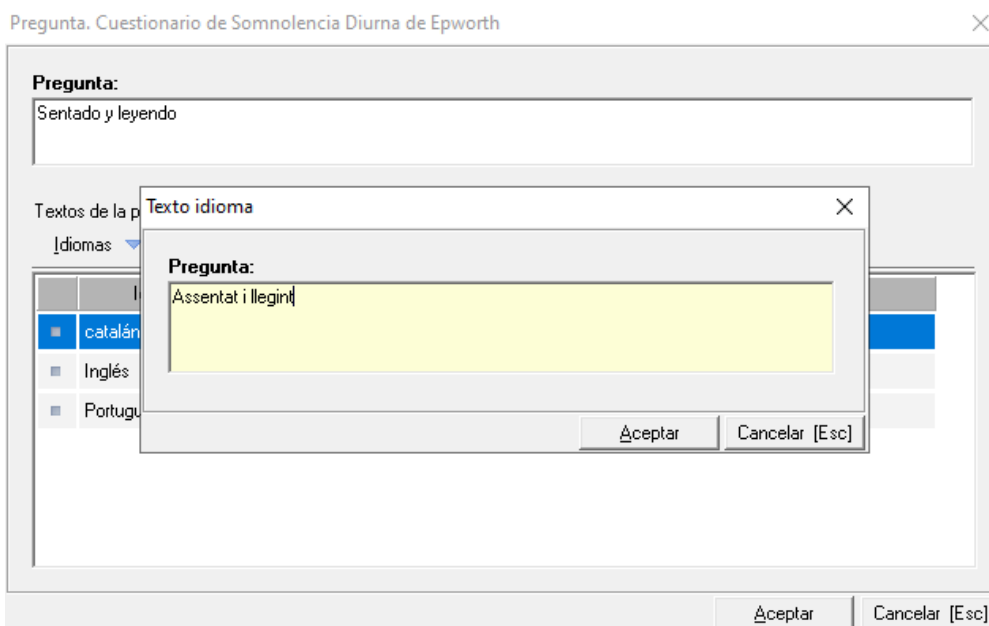 Pregunta. Cuestionario de Somnolencia Diurna de Epworth
Pregunta:
Sentado y leyendo
Textos de la p
Idiomas
Texto idioma
Pregunta:
Assentat i llegint
catalán
Inglés
Portugu
Aceptar Cancelar [Esc]
Aceptar Cancelar [Esc]